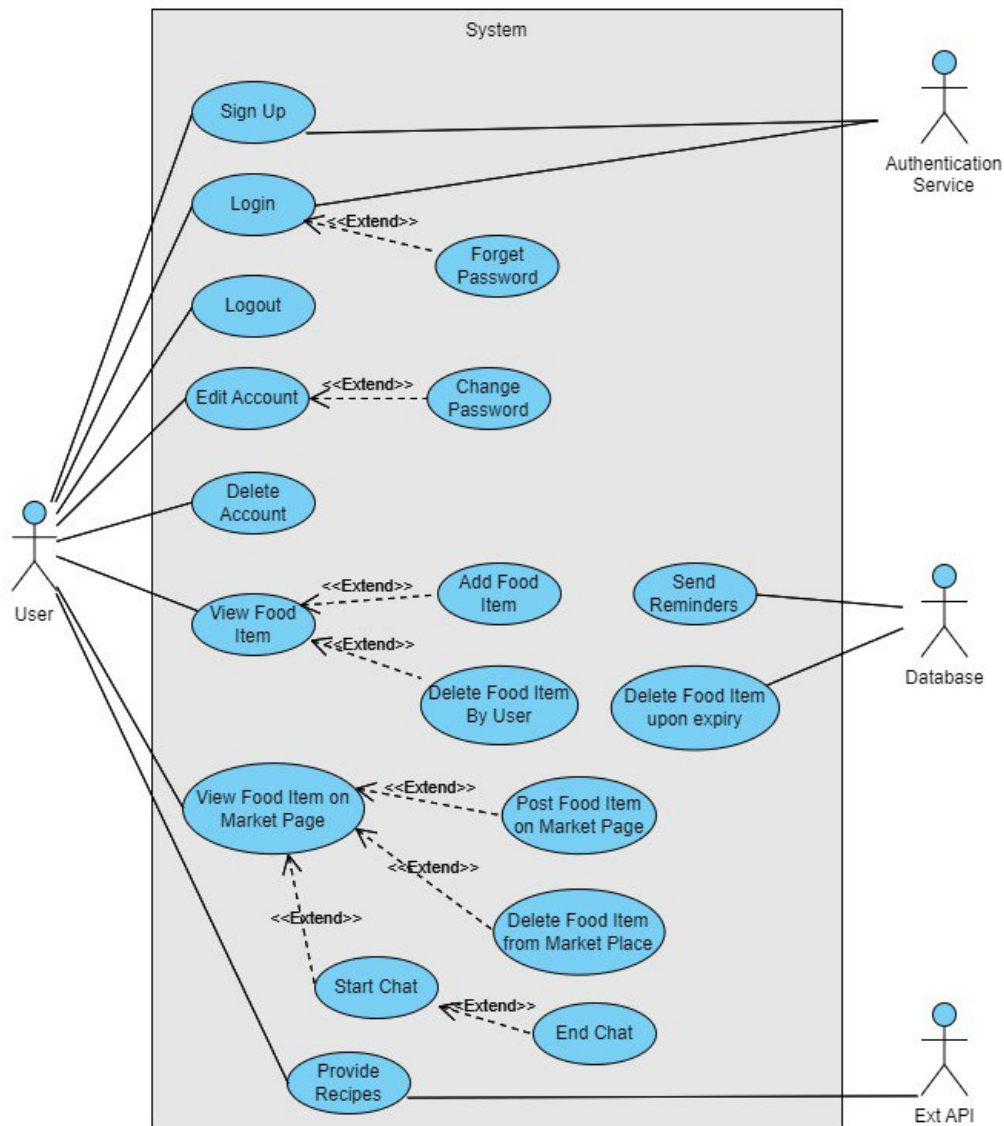 System
Sign Up
Authentication
Service
Login
<<Extend>>
Forget
Password
Logout
Edit Account
<<Extend>>
Change
Password
Delete
Account
User
View Food
Item
<<Extend>>
Add Food
Item
<<Extend>>
Delete Food Item
By User
Send
Reminders
Delete Food Item
upon expiry
Database
View Food Item on
Market Page
<<Extend>>
Post Food Item
on Market Page
<<Extend>>
Delete Food Item
from Market Place
<<Extend>>
Start Chat
<<Extend>>
End Chat
Provide
Recipes
Ext API